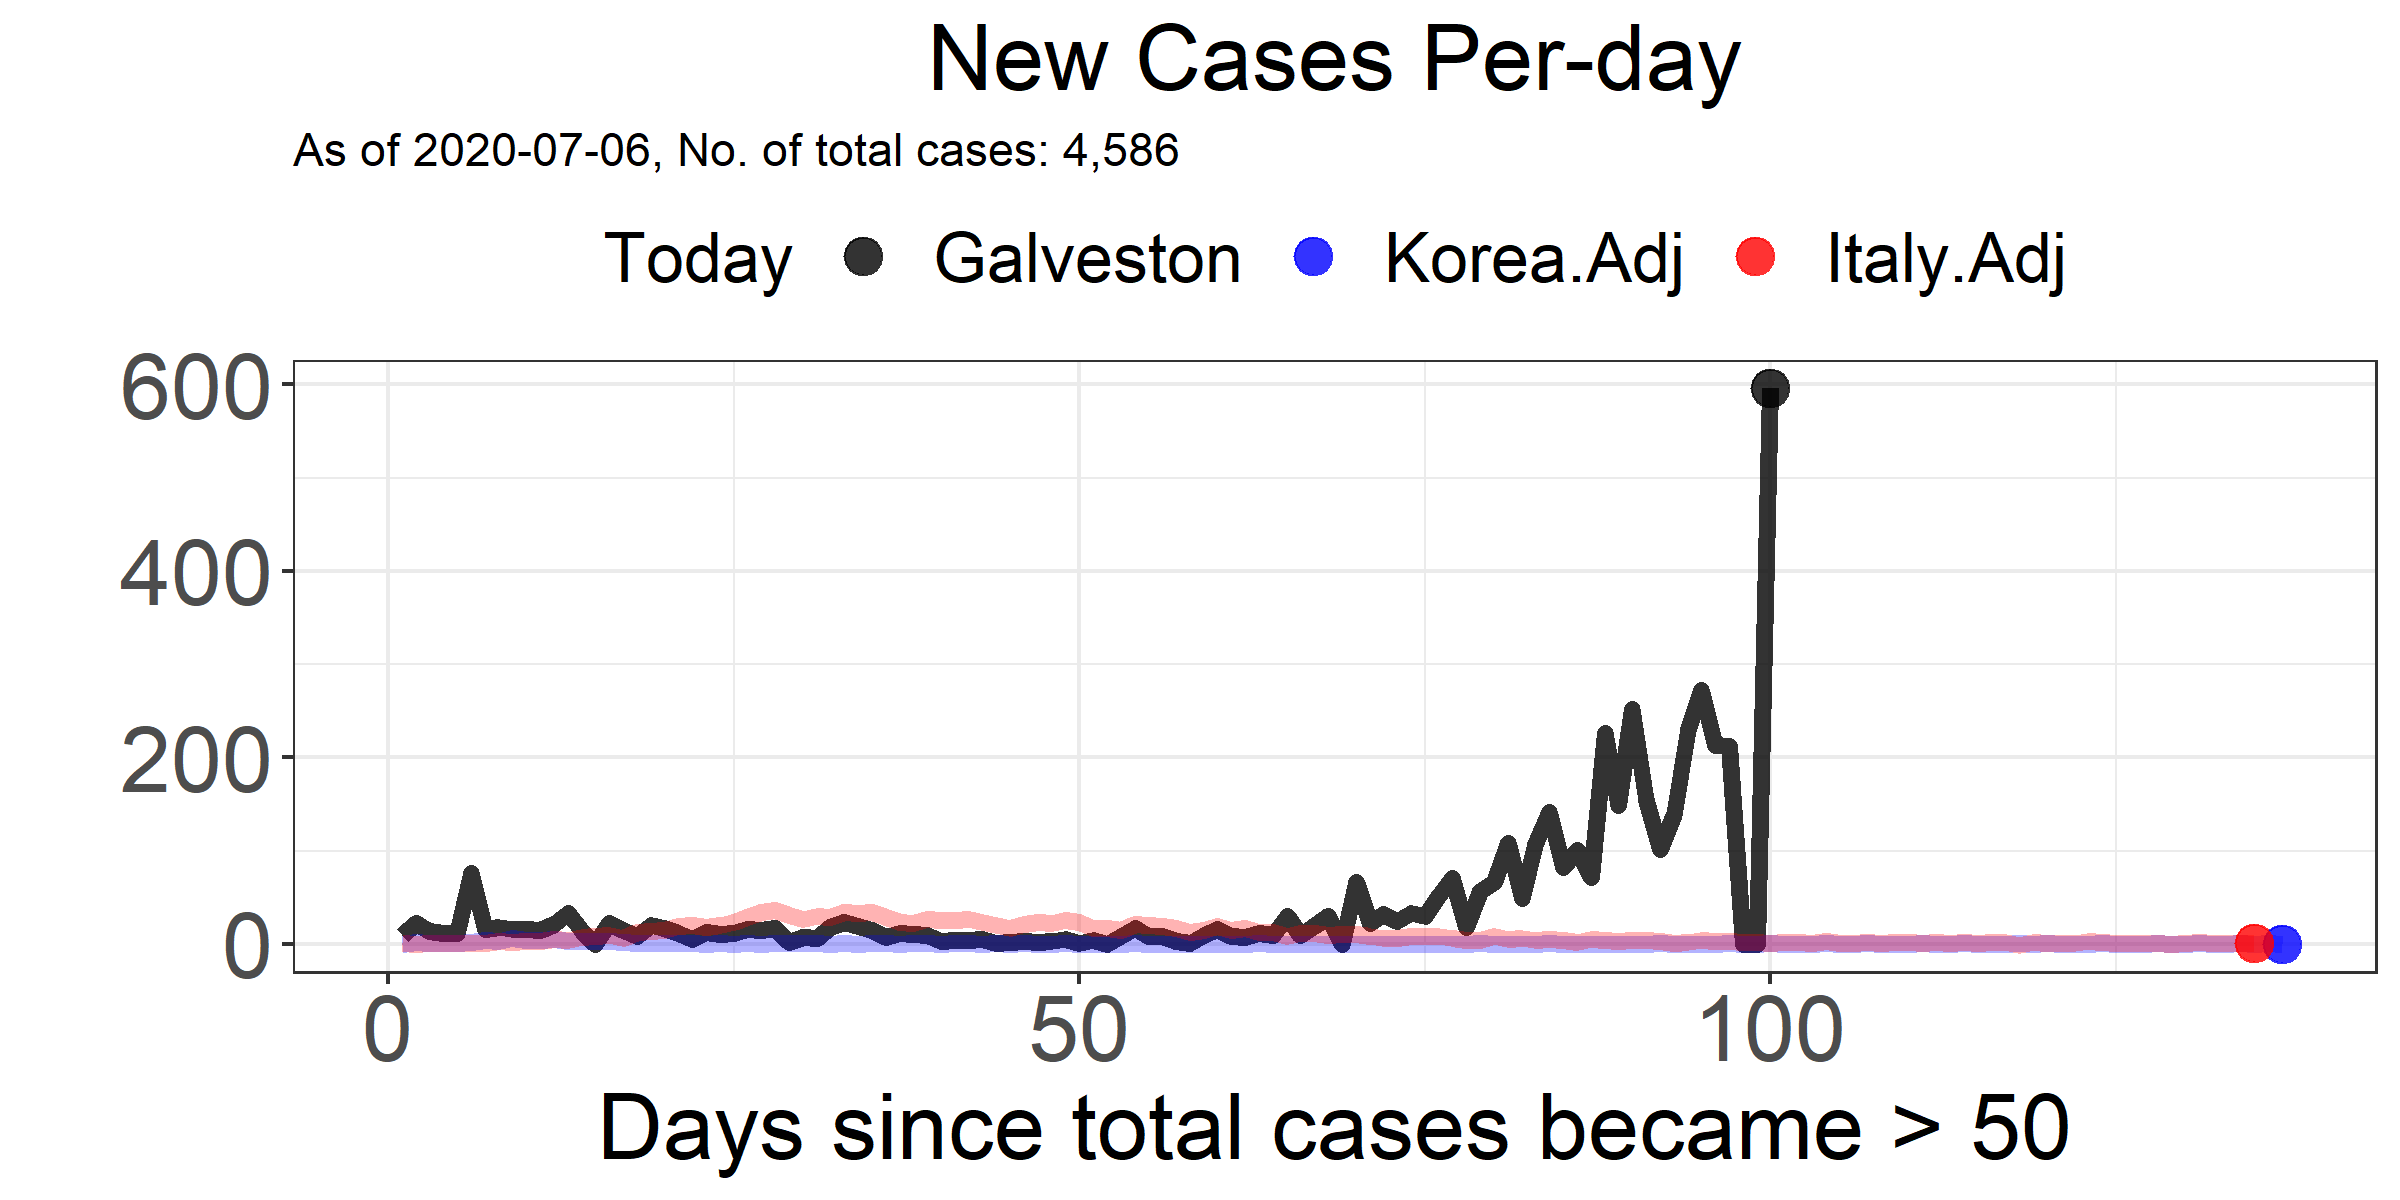 New Cases Per-day
As of 2020-07-06, No. of total cases: 4,586
Today Galveston Korea.Adj Italy.Adj
600
400
200
0
0 50 100
Days since total cases became > 50